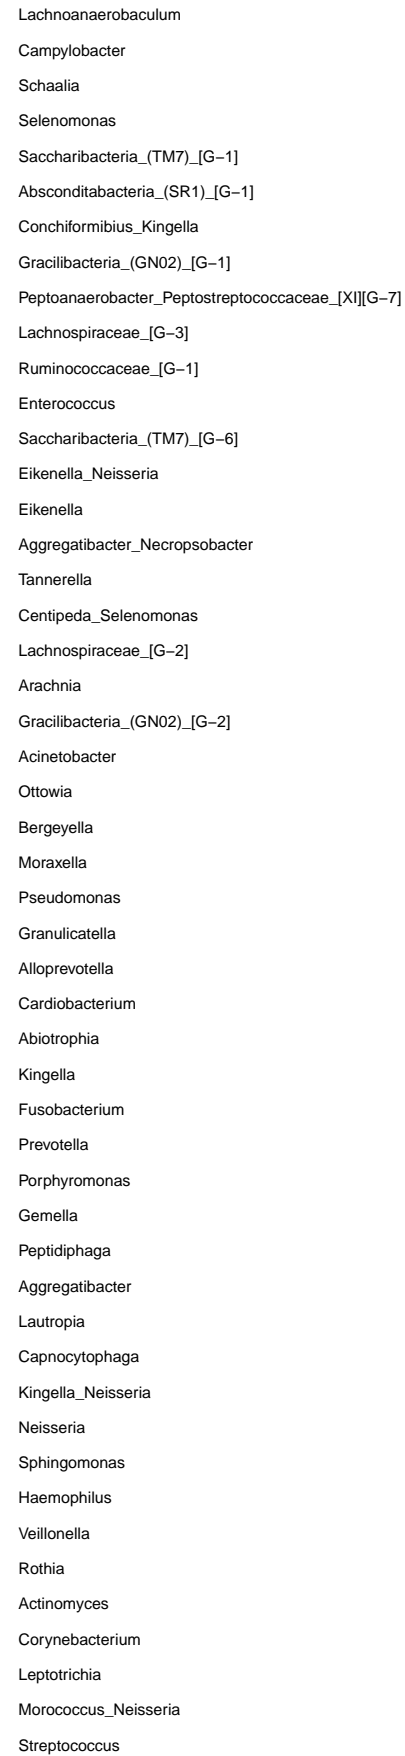 Lachnoanaerobaculum
Campylobacter
Schaalia
Selenomonas
Saccharibacteria_(TM7)_[G−1]
Absconditabacteria_(SR1)_[G−1]
Conchiformibius_Kingella
Gracilibacteria_(GN02)_[G−1]
Peptoanaerobacter_Peptostreptococcaceae_[XI][G−7]
Lachnospiraceae_[G−3]
Ruminococcaceae_[G−1]
Enterococcus
Saccharibacteria_(TM7)_[G−6]
Eikenella_Neisseria
Eikenella
Aggregatibacter_Necropsobacter
Tannerella
Centipeda_Selenomonas
Lachnospiraceae_[G−2]
Arachnia
Gracilibacteria_(GN02)_[G−2]
Acinetobacter
Ottowia
Bergeyella
Moraxella
Pseudomonas
Granulicatella
Alloprevotella
Cardiobacterium
Abiotrophia
Kingella
Fusobacterium
Prevotella
Porphyromonas
Gemella
Peptidiphaga
Aggregatibacter
Lautropia
Capnocytophaga
Kingella_Neisseria
Neisseria
Sphingomonas
Haemophilus
Veillonella
Rothia
Actinomyces
Corynebacterium
Leptotrichia
Morococcus_Neisseria
Streptococcus